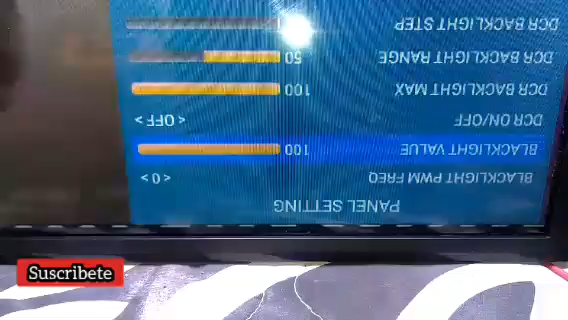 PANEL SETTING
BLACKLIGHT PWM FREQ < 0 >
BLACKLIGHT VALUE 100
DCR ON/OFF < OFF >
DCR BACKLIGHT MAX 100
DCR BACKLIGHT RANGE 50
DCR BACKLIGHT STEP
Suscribete